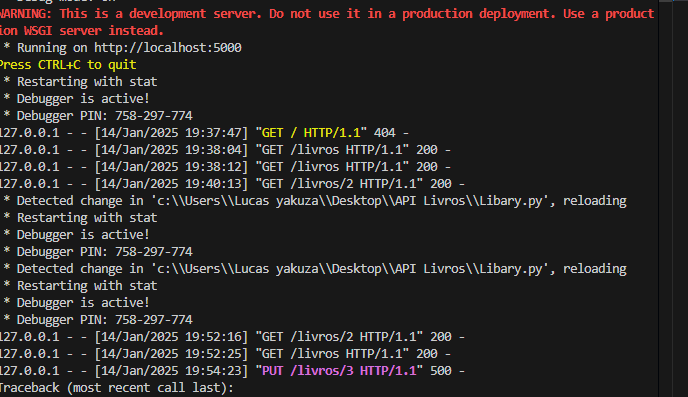 WARNING: This is a development server. Do not use it in a production deployment. Use a product
ion WSGI server instead.
 * Running on http://localhost:5000
Press CTRL+C to quit
 * Restarting with stat
 * Debugger is active!
 * Debugger PIN: 758-297-774
127.0.0.1 - - [14/Jan/2025 19:37:47] "GET / HTTP/1.1" 404 -
127.0.0.1 - - [14/Jan/2025 19:38:04] "GET /livros HTTP/1.1" 200 -
127.0.0.1 - - [14/Jan/2025 19:38:12] "GET /livros HTTP/1.1" 200 -
127.0.0.1 - - [14/Jan/2025 19:40:13] "GET /livros/2 HTTP/1.1" 200 -
 * Detected change in 'c:\\Users\\Lucas yakuza\\Desktop\\API Livros\\Libary.py', reloading
 * Restarting with stat
 * Debugger is active!
 * Debugger PIN: 758-297-774
 * Detected change in 'c:\\Users\\Lucas yakuza\\Desktop\\API Livros\\Libary.py', reloading
 * Restarting with stat
 * Debugger is active!
 * Debugger PIN: 758-297-774
127.0.0.1 - - [14/Jan/2025 19:52:16] "GET /livros/2 HTTP/1.1" 200 -
127.0.0.1 - - [14/Jan/2025 19:52:25] "GET /livros HTTP/1.1" 200 -
127.0.0.1 - - [14/Jan/2025 19:54:23] "PUT /livros/3 HTTP/1.1" 500 -
Traceback (most recent call last):